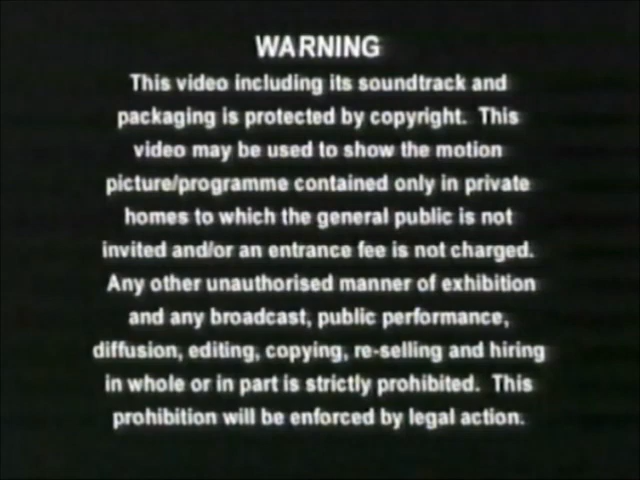 WARNING
This video including its soundtrack and
packaging is protected by copyright. This
video may be used to show the motion
picture/programme contained only in private
homes to which the general public is not
invited and/or an entrance fee is not charged.
Any other unauthorised manner of exhibition
and any broadcast, public performance,
diffusion, editing, copying, re-selling and hiring
in whole or in part is strictly prohibited. This
prohibition will be enforced by legal action.